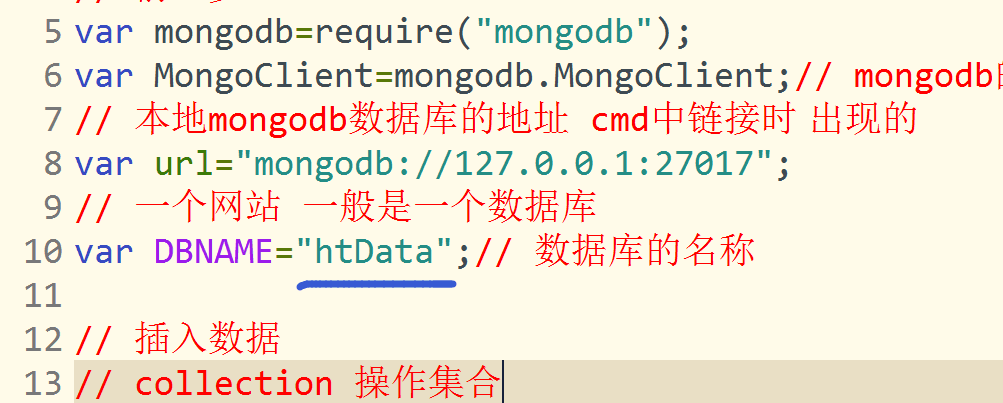 5 var mongodb=require("mongodb");
6 var MongoClient=mongodb.MongoClient;// mongodb
7 // 本地mongodb数据库的地址 cmd中链接时 出现的
8 var url="mongodb://127.0.0.1:27017";
9 // 一个网站 一般是一个数据库
10 var DBNAME="htData";// 数据库的名称
11
12 // 插入数据
13 // collection 操作集合